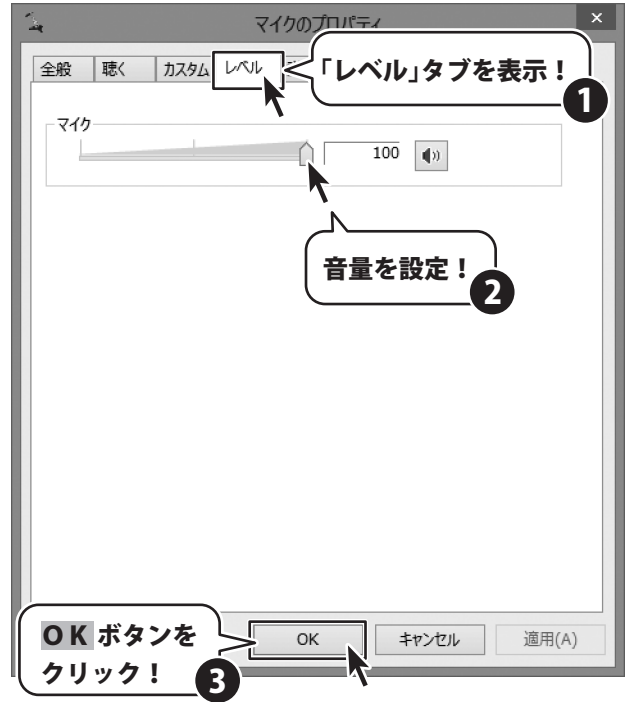 マイクのプロパティ
全般 聴く カスタム レベル
「レベル」タブを表示！
1
マイク
100
音量を設定！
2
OK ボタンを
クリック！
3
OK キャンセル 適用(A)